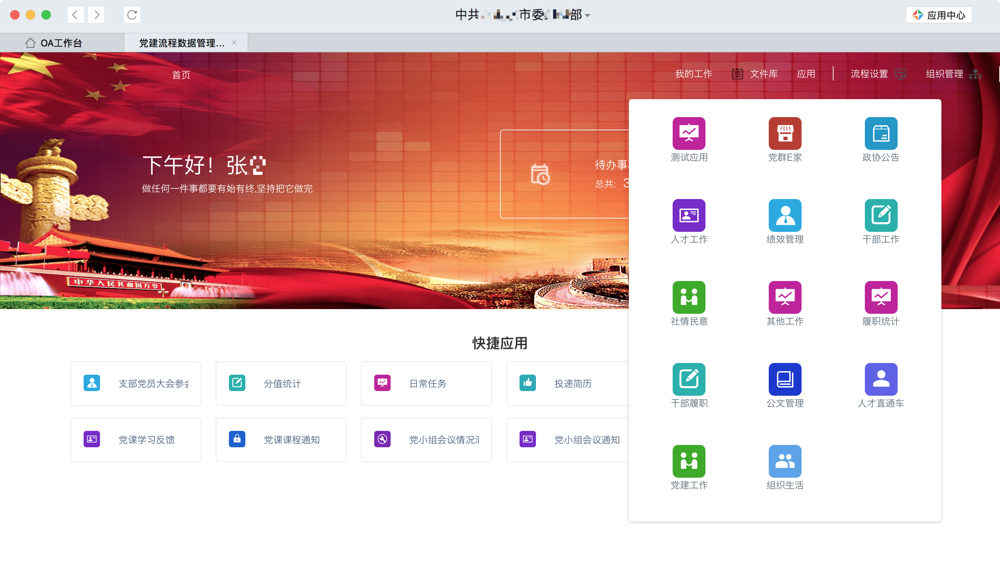 中共 市委 部
应用中心
OA工作台
党建流程数据管理...
首页
我的工作
文件库
应用
流程设置
组织管理
下午好！张
做任何一件事都要有始有终,坚持把它做完
待办事
总共: 3
中华人民共和国万岁
测试应用
党群E家
政协公告
人才工作
绩效管理
干部工作
社情民意
其他工作
履职统计
干部履职
公文管理
人才直通车
党建工作
组织生活
快捷应用
支部党员大会参
分值统计
日常任务
投递简历
党课学习反馈
党课课程通知
党小组会议情况
党小组会议通知